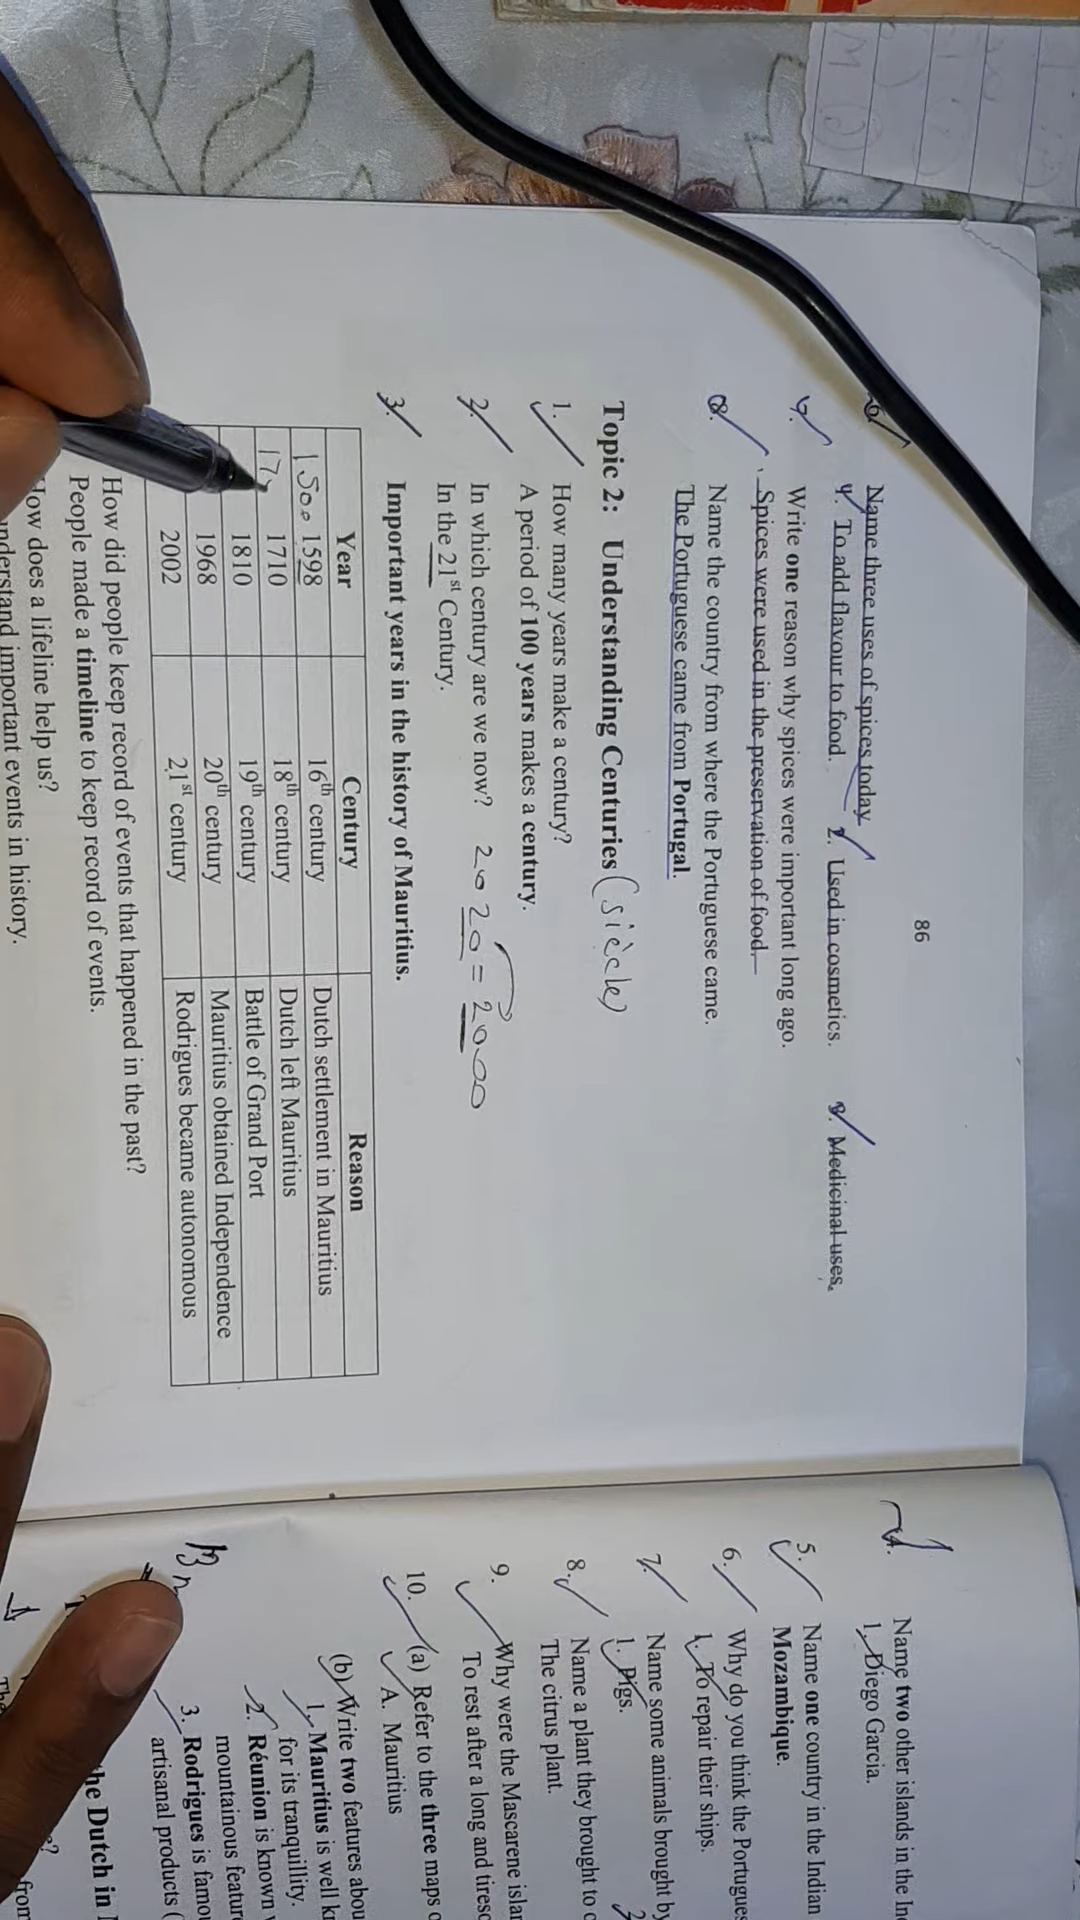 86
6. Name three uses of spices today.
1. To add flavour to food. 2. Used in cosmetics. 3. Medicinal uses.
7. Write one reason why spices were important long ago.
Spices were used in the preservation of food.
8. Name the country from where the Portuguese came.
The Portuguese came from Portugal.
Topic 2: Understanding Centuries (siècle)
1. How many years make a century?
A period of 100 years makes a century.
2. In which century are we now? 2020 = 2000
In the 21st Century.
3. Important years in the history of Mauritius.
Year Century Reason
1500 1598 16th century Dutch settlement in Mauritius
17 1710 18th century Dutch left Mauritius
1810 19th century Battle of Grand Port
1968 20th century Mauritius obtained Independence
2002 21st century Rodrigues became autonomous
How did people keep record of events that happened in the past?
People made a timeline to keep record of events.
How does a lifeline help us?
understand important events in history.
Name two other islands in the
1. Diego Garcia.
5. Name one country in the Indian
Mozambique.
6. Why do you think the
1. To repair their ships.
7. Name some animals brought by
1. Pigs.
8. Name a plant they brought to
The citrus plant.
9. Why were the Mascarene
To rest after a long and
10. (a) Refer to the three maps
A. Mauritius
(b) Write two features
1. Mauritius is well
for its tranquillity.
2. Réunion is known
mountainous
3. Rodrigues is
artisanal products (
the Dutch in
from